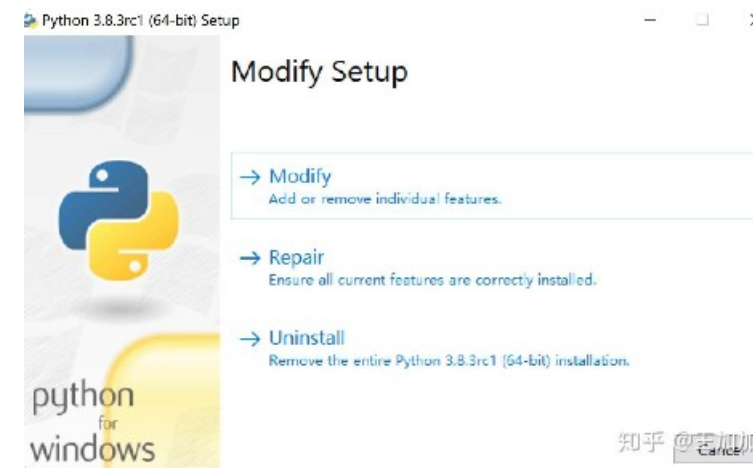 Python 3.8.3rc1 (64-bit) Setup
Modify Setup
Modify
Add or remove individual features.
Repair
Ensure all current features are correctly installed.
Uninstall
Remove the entire Python 3.8.3rc1 (64-bit) installation.
python
for
windows
知乎
Cancel